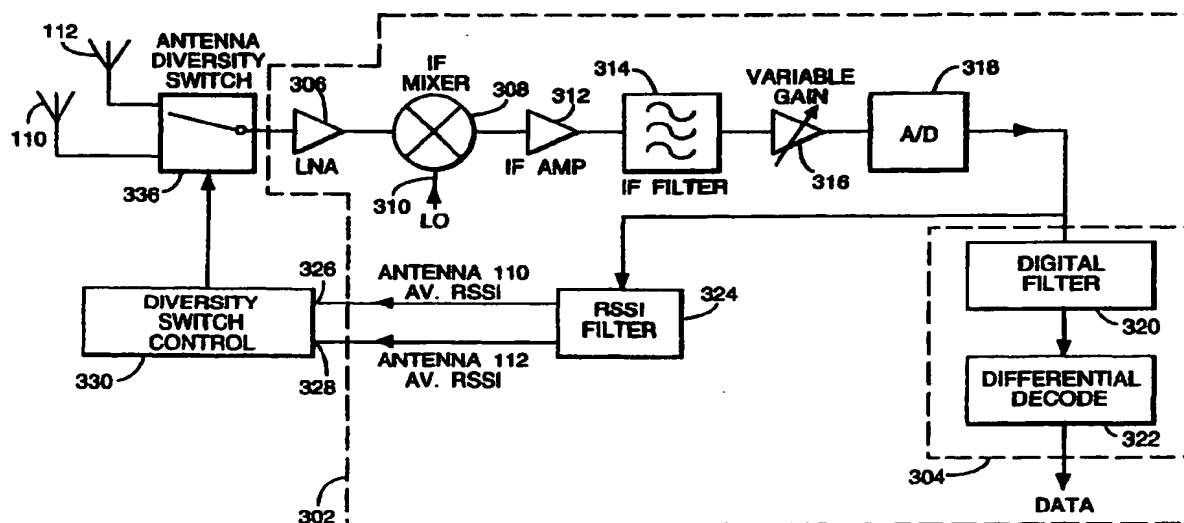 112
ANTENNA
DIVERSITY
SWITCH
110
336
306
LNA
IF
MIXER
308
310
LO
312
IF AMP
314
IF FILTER
VARIABLE
GAIN
316
318
A/D
DIVERSITY
SWITCH
CONTROL
330
326
328
ANTENNA 110
AV. RSSI
ANTENNA 112
AV. RSSI
RSSI
FILTER
324
DIGITAL
FILTER
320
DIFFERENTIAL
DECODE
322
304
302
DATA